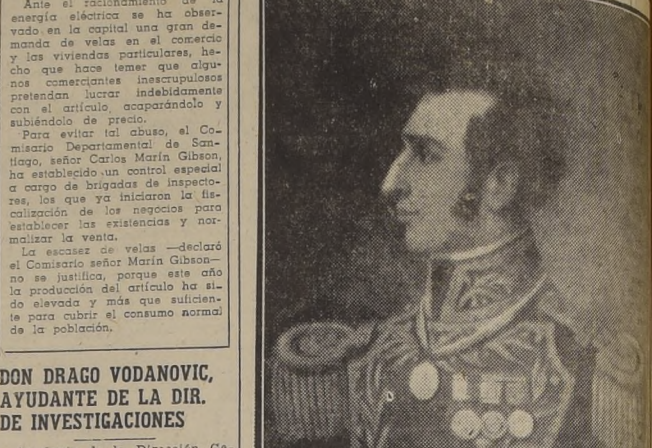 Ante el racionamiento de la
energía eléctrica se ha obser-
vado en la capital una gran de-
manda de velas en el comercio
y las viviendas particulares, he-
cho que hace temer que algu-
nos comerciantes inescrupulosos
pretendan lucrar indebidamente
con el artículo, acaparándolo y
subiéndolo de precio.
Para evitar tal abuso, el Co-
misario Departamental de San-
tiago, señor Carlos Marín Gibson,
ha establecido un control especial
a cargo de brigadas de inspecto-
res, los que ya iniciaron la fis-
calización de los negocios para
establecer las existencias y nor-
malizar la venta.
La escasez de velas —declaró
el Comisario señor Marín Gibson—
no se justifica, porque este año
la producción del artículo ha si-
do elevada y más que suficien-
te para cubrir el consumo normal
de la población.
DON DRAGO VODANOVIC,
AYUDANTE DE LA DIR.
DE INVESTIGACIONES